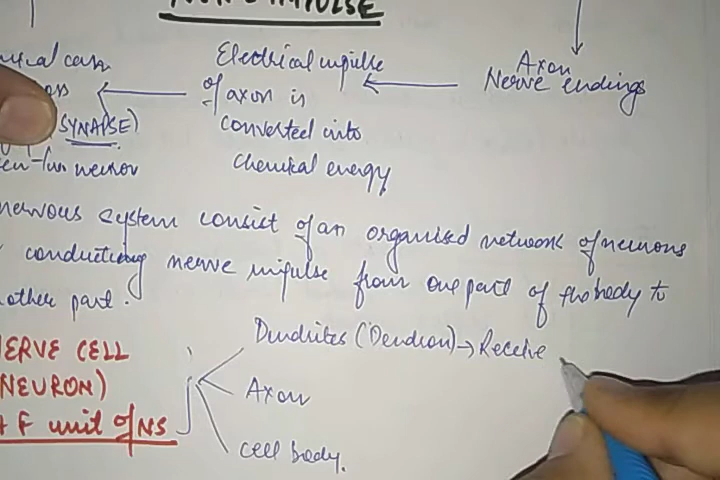 IMPULSE
Electrical impulse
of axon is
converted into
chemical energy
Axon
Nerve endings
(SYNAPSE)
nervous system consist of an organised network of neurons
conducting nerve impulse from one part of the body to
other part.
NERVE CELL
(NEURON)
F unit of NS
Dendrites (Dendron) → Receive
Axon
Cell body.